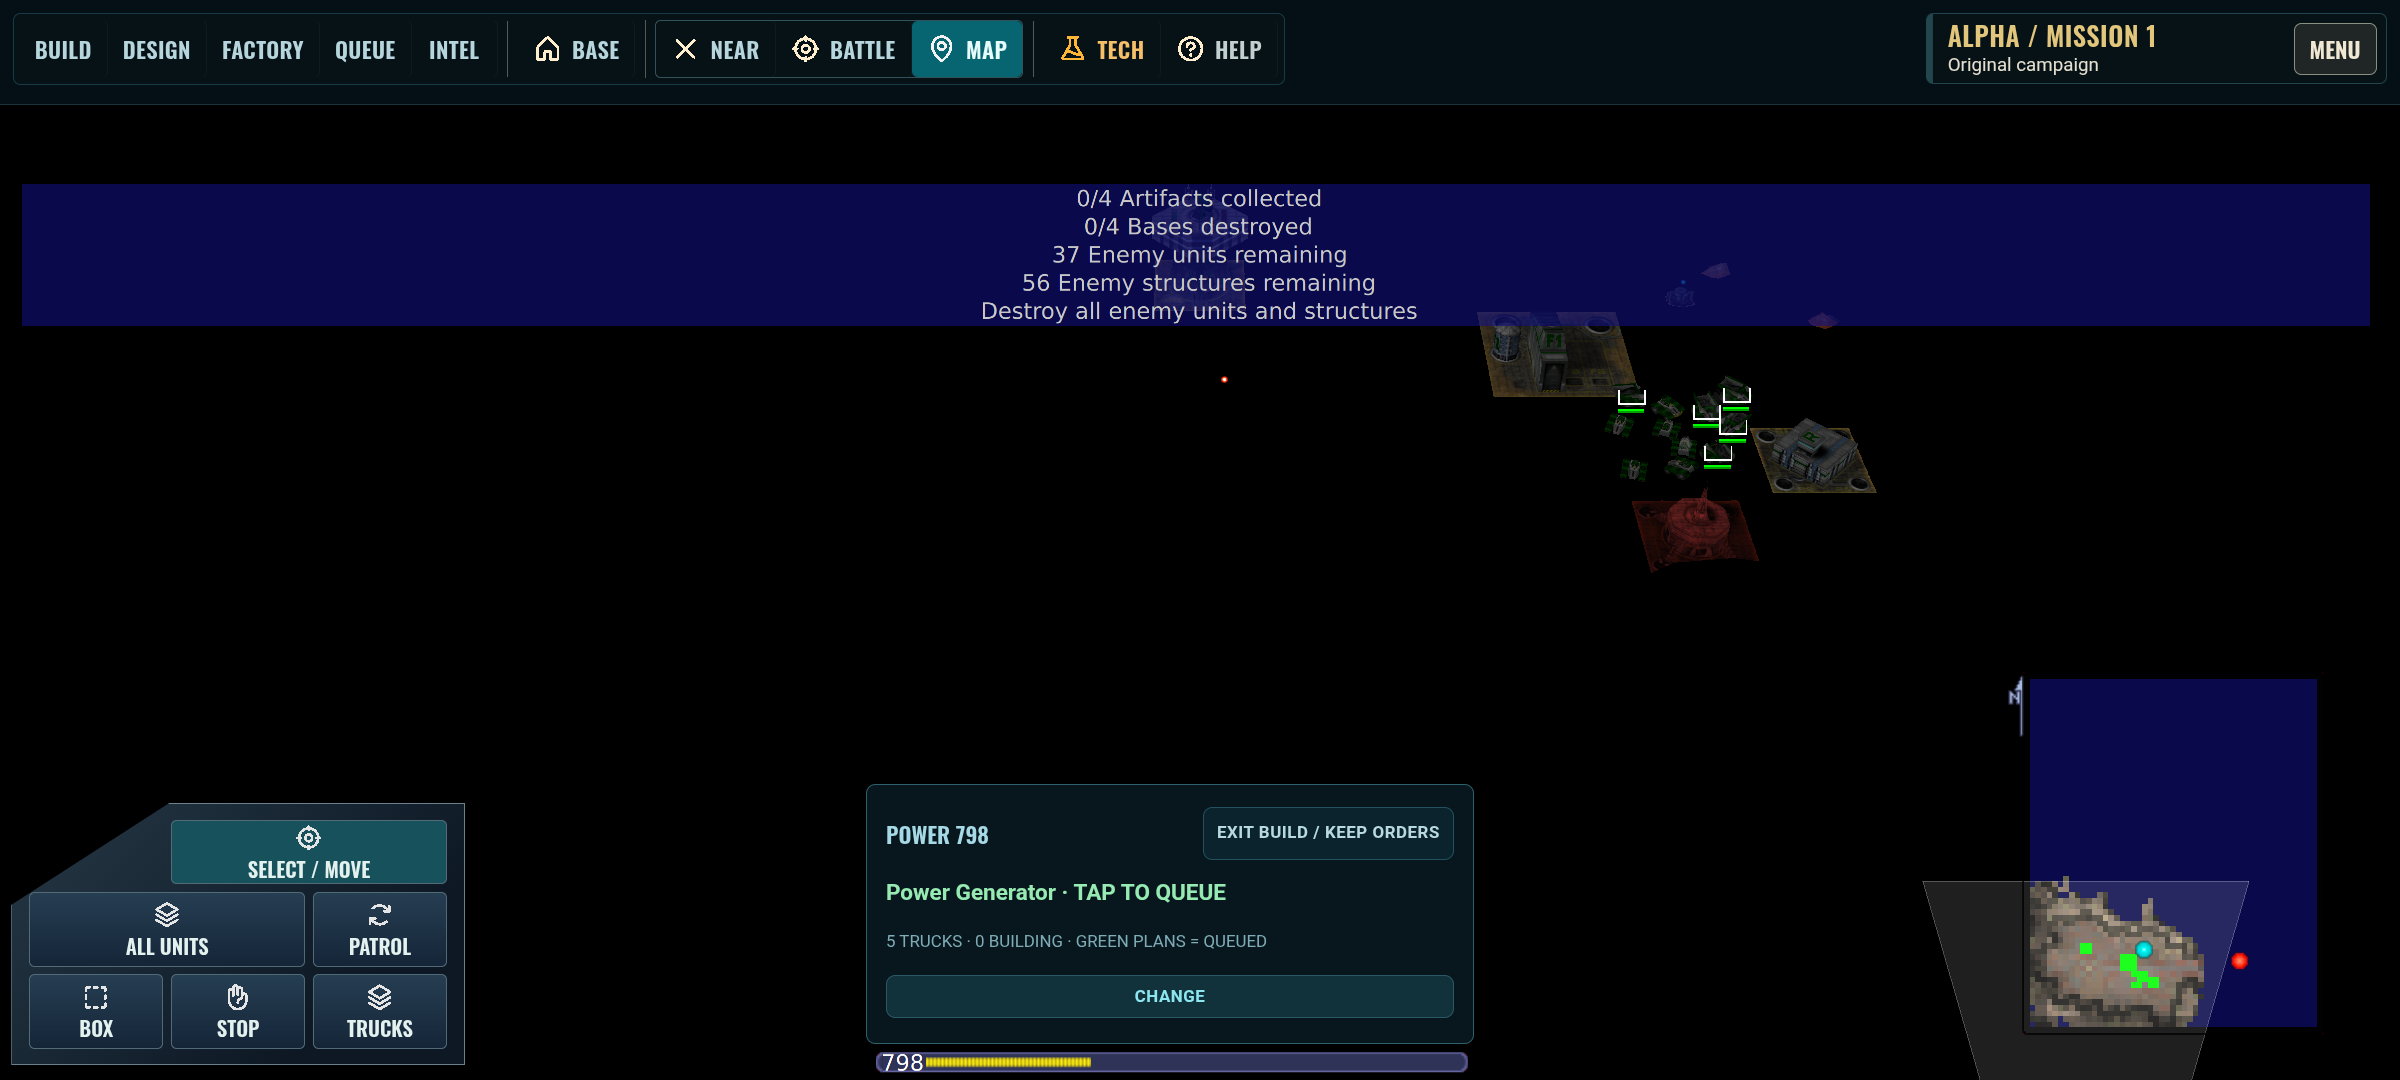 BUILD DESIGN FACTORY QUEUE INTEL BASE NEAR BATTLE MAP TECH HELP
ALPHA / MISSION 1
Original campaign
MENU
0/4 Artifacts collected
0/4 Bases destroyed
37 Enemy units remaining
56 Enemy structures remaining
Destroy all enemy units and structures
F1
R
N
POWER 798
EXIT BUILD / KEEP ORDERS
Power Generator · TAP TO QUEUE
5 TRUCKS · 0 BUILDING · GREEN PLANS = QUEUED
CHANGE
798
SELECT / MOVE
ALL UNITS
PATROL
BOX
STOP
TRUCKS